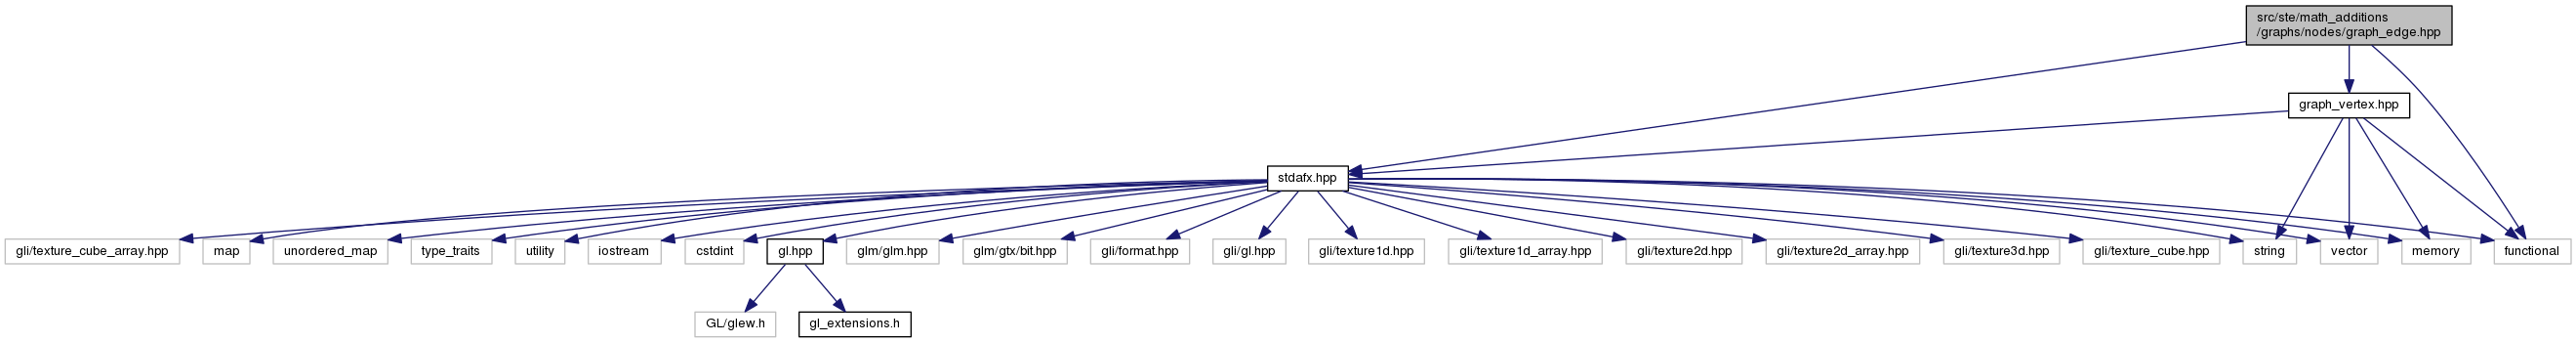 src/ste/math_additions
/graphs/nodes/graph_edge.hpp
graph_vertex.hpp
stdafx.hpp
gli/texture_cube_array.hpp
map
unordered_map
type_traits
utility
iostream
cstdint
gl.hpp
glm/glm.hpp
glm/gtx/bit.hpp
gli/format.hpp
gli/gl.hpp
gli/texture1d.hpp
gli/texture1d_array.hpp
gli/texture2d.hpp
gli/texture2d_array.hpp
gli/texture3d.hpp
gli/texture_cube.hpp
string
vector
memory
functional
GL/glew.h
gl_extensions.h